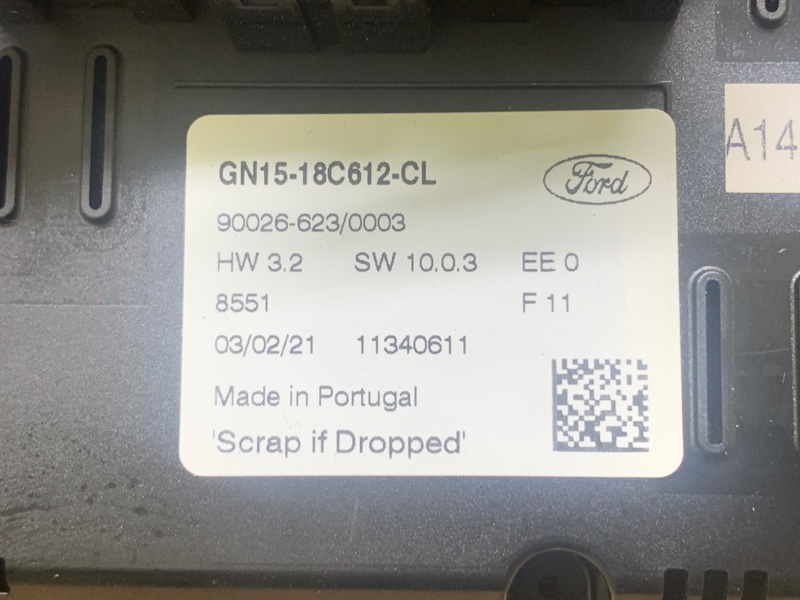 GN15-18C612-CL
Ford
90026-623/0003
HW 3.2 SW 10.0.3 EE 0
8551 F 11
03/02/21 11340611
Made in Portugal
'Scrap if Dropped'
A14